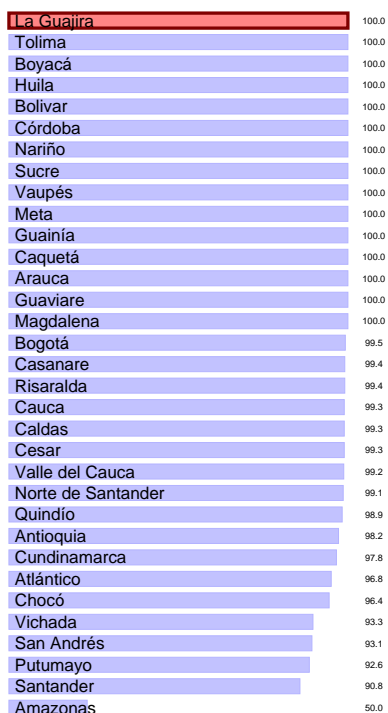 La Guajira 100.0
Tolima 100.0
Boyacá 100.0
Huila 100.0
Bolivar 100.0
Córdoba 100.0
Nariño 100.0
Sucre 100.0
Vaupés 100.0
Meta 100.0
Guainía 100.0
Caquetá 100.0
Arauca 100.0
Guaviare 100.0
Magdalena 100.0
Bogotá 99.5
Casanare 99.4
Risaralda 99.4
Cauca 99.3
Caldas 99.3
Cesar 99.3
Valle del Cauca 99.2
Norte de Santander 99.1
Quindío 98.9
Antioquia 98.2
Cundinamarca 97.8
Atlántico 96.8
Chocó 96.4
Vichada 93.3
San Andrés 93.1
Putumayo 92.6
Santander 90.8
Amazonas 50.0